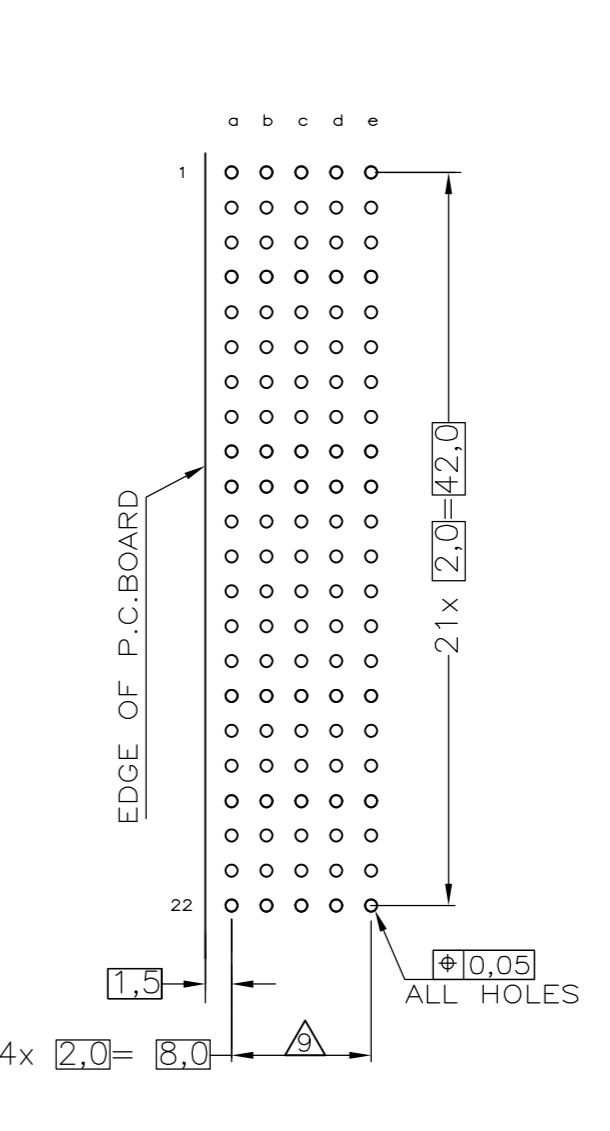 a b c d e
1
21x 2,0=42,0
EDGE OF P.C.BOARD
22
⌖ 0,05
ALL HOLES
1,5
9
4x 2,0= 8,0